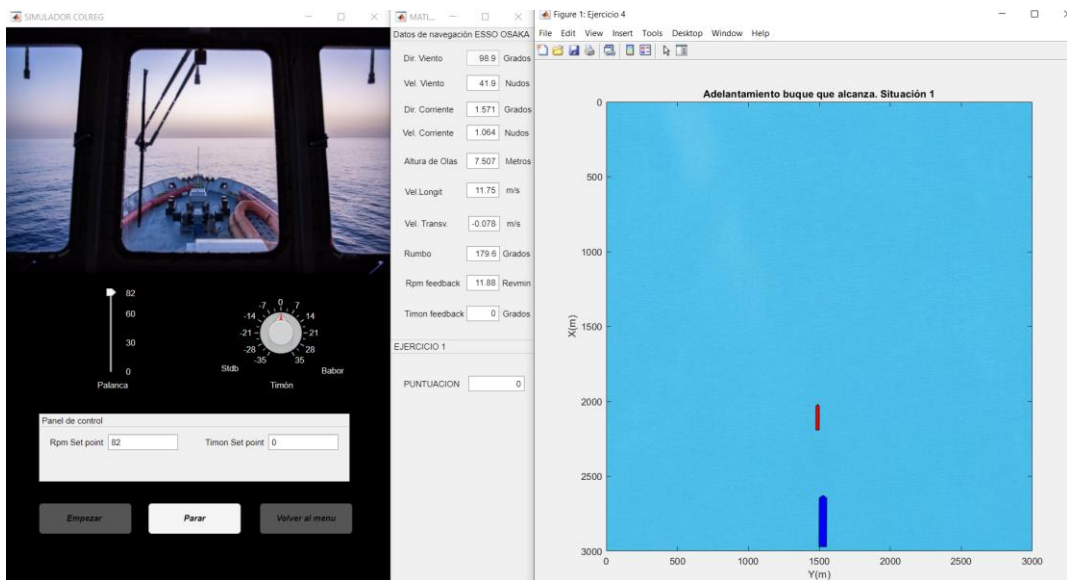 SIMULADOR COLREG
82
60
30
0
Palanca
-35
-28
-21
-14
-7
0
7
14
21
28
35
Stdb
Babor
Timón
Panel de control
Rpm Set point 82 Timon Set point 0
Empezar Parar Volver al menu
MATL...
Datos de navegación ESSO OSAKA
Dir. Viento 98.9 Grados
Vel. Viento 41.9 Nudos
Dir. Corriente 1.571 Grados
Vel. Corriente 1.064 Nudos
Altura de Olas 7.507 Metros
Vel.Longit 11.75 m/s
Vel. Transv. -0.078 m/s
Rumbo 179.6 Grados
Rpm feedback 11.88 Revmin
Timon feedback 0 Grados
EJERCICIO 1
PUNTUACION 0
Figure 1: Ejercicio 4
File Edit View Insert Tools Desktop Window Help
Adelantamiento buque que alcanza. Situación 1
0
500
1000
1500
2000
2500
3000
X(m)
0 500 1000 1500 2000 2500 3000
Y(m)